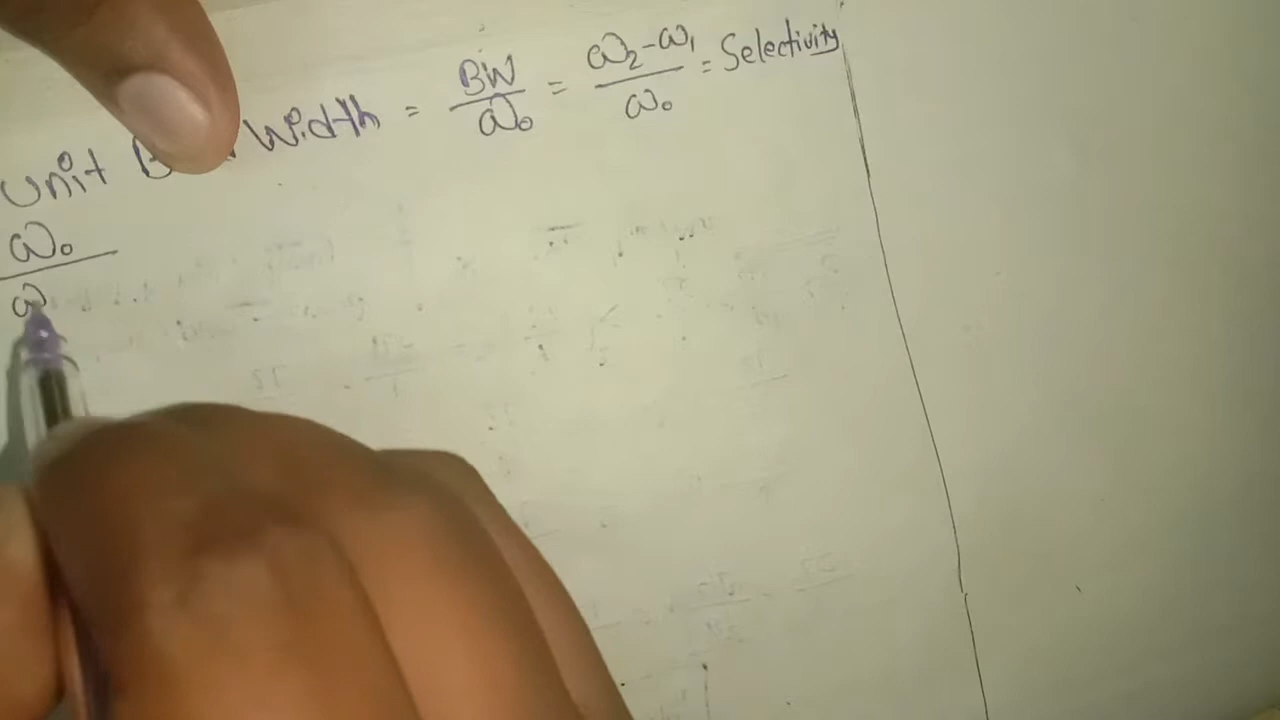 Unit Width = BW/ω₀ = ω₂-ω₁/ω₀ = Selectivity
ω₀/ω